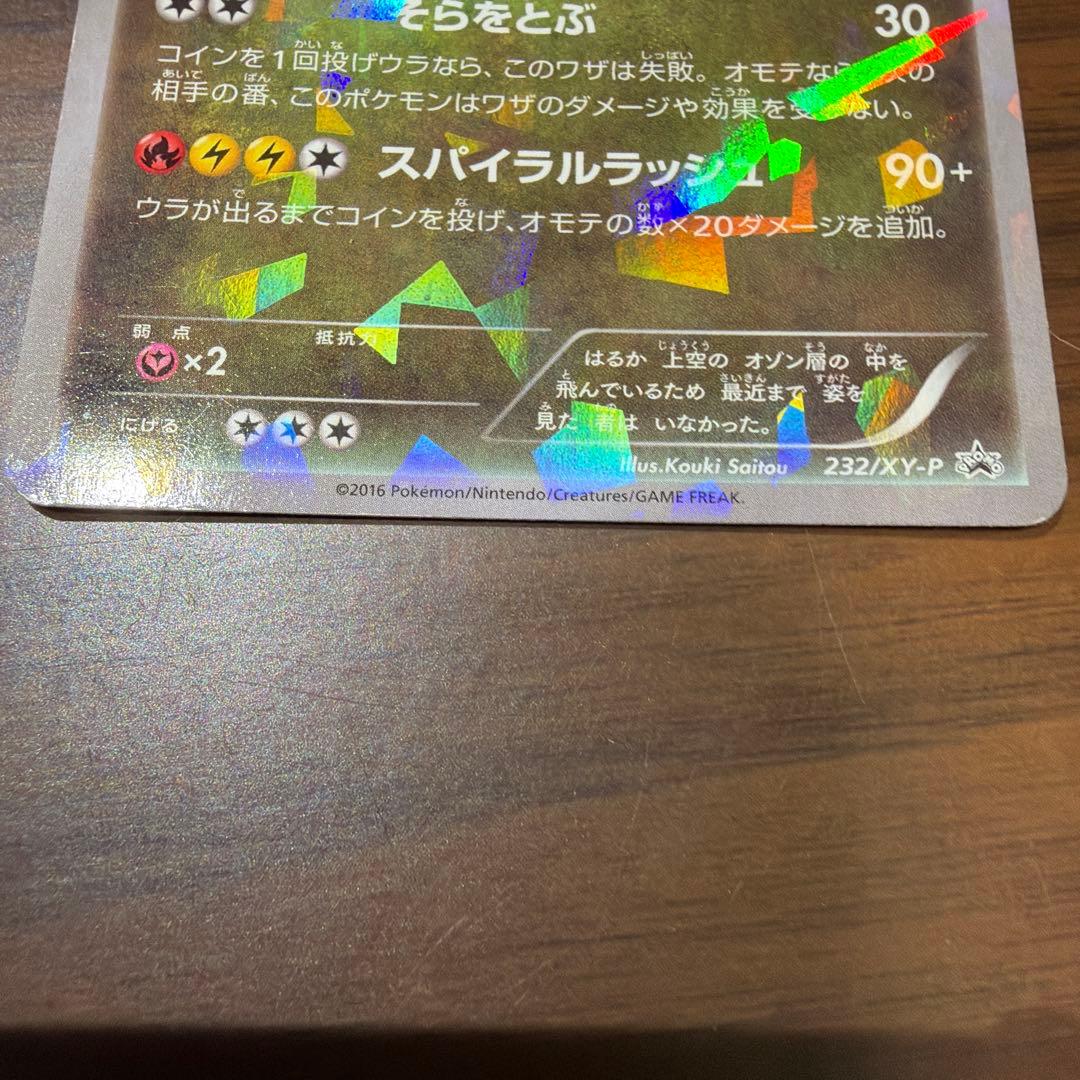 そらをとぶ 30
コインを1回投げウラなら、このワザは失敗。オモテなら の
相手の番、このポケモンはワザのダメージや効果を受 ない。
スパイラルラッシュ 90+
ウラが出るまでコインを投げ、オモテの数×20ダメージを追加。
弱点 抵抗力
×2
にげる
はるか 上空の オゾン層の 中を
飛んでいるため 最近まで 姿を
見た 者は いなかった。
Illus.Kouki Saitou 232/XY-P
©2016 Pokémon/Nintendo/Creatures/GAME FREAK.